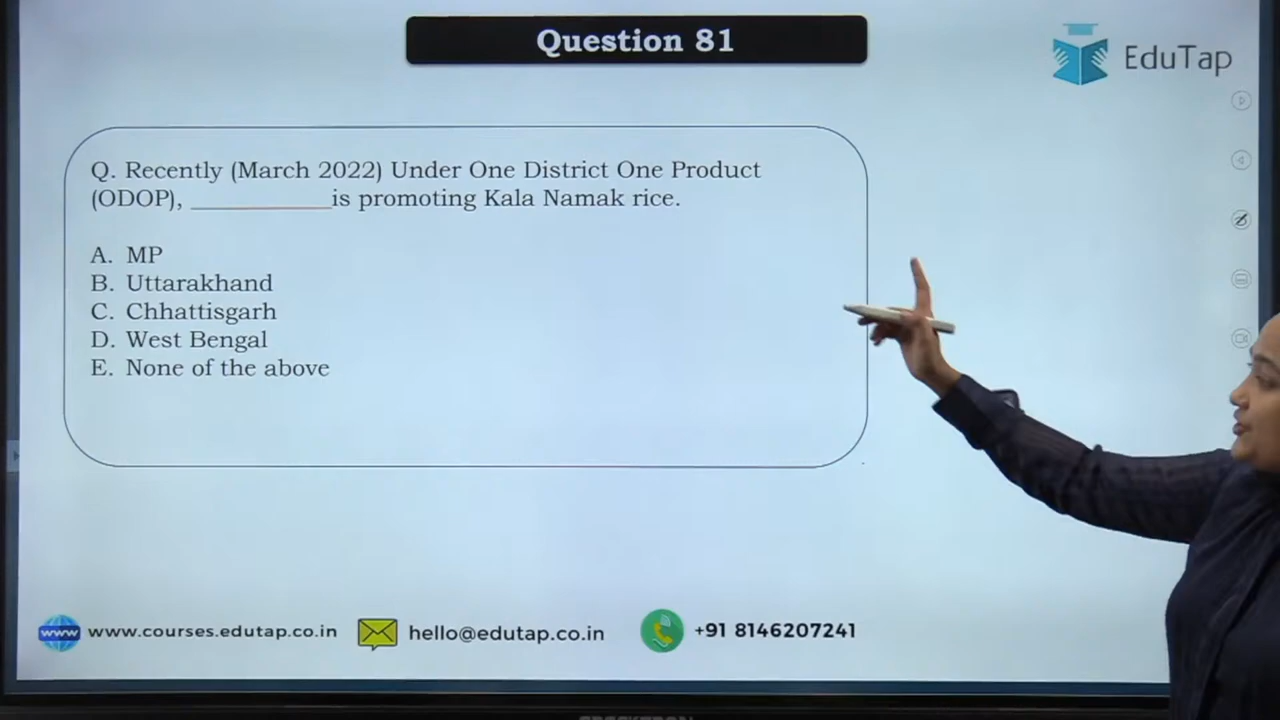 Question 81
EduTap
Q. Recently (March 2022) Under One District One Product
(ODOP), ____________is promoting Kala Namak rice.
A. MP
B. Uttarakhand
C. Chhattisgarh
D. West Bengal
E. None of the above
www www.courses.edutap.co.in hello@edutap.co.in +91 8146207241